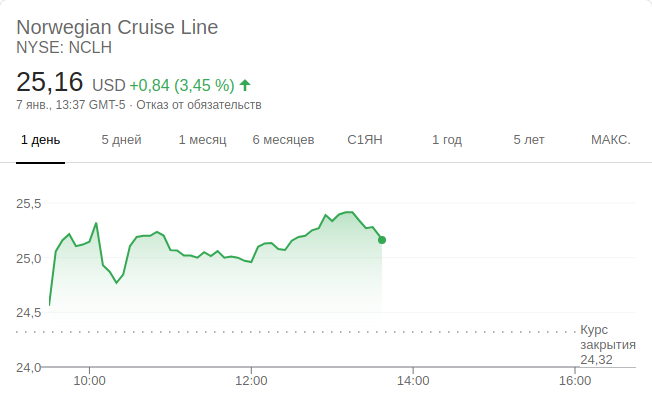 Norwegian Cruise Line
NYSE: NCLH
25,16 USD +0,84 (3,45 %)
7 янв., 13:37 GMT-5 · Отказ от обязательств
1 день 5 дней 1 месяц 6 месяцев С1ЯН 1 год 5 лет МАКС.
25,5
25,0
24,5
Курс
закрытия
24,32
24,0
10:00 12:00 14:00 16:00